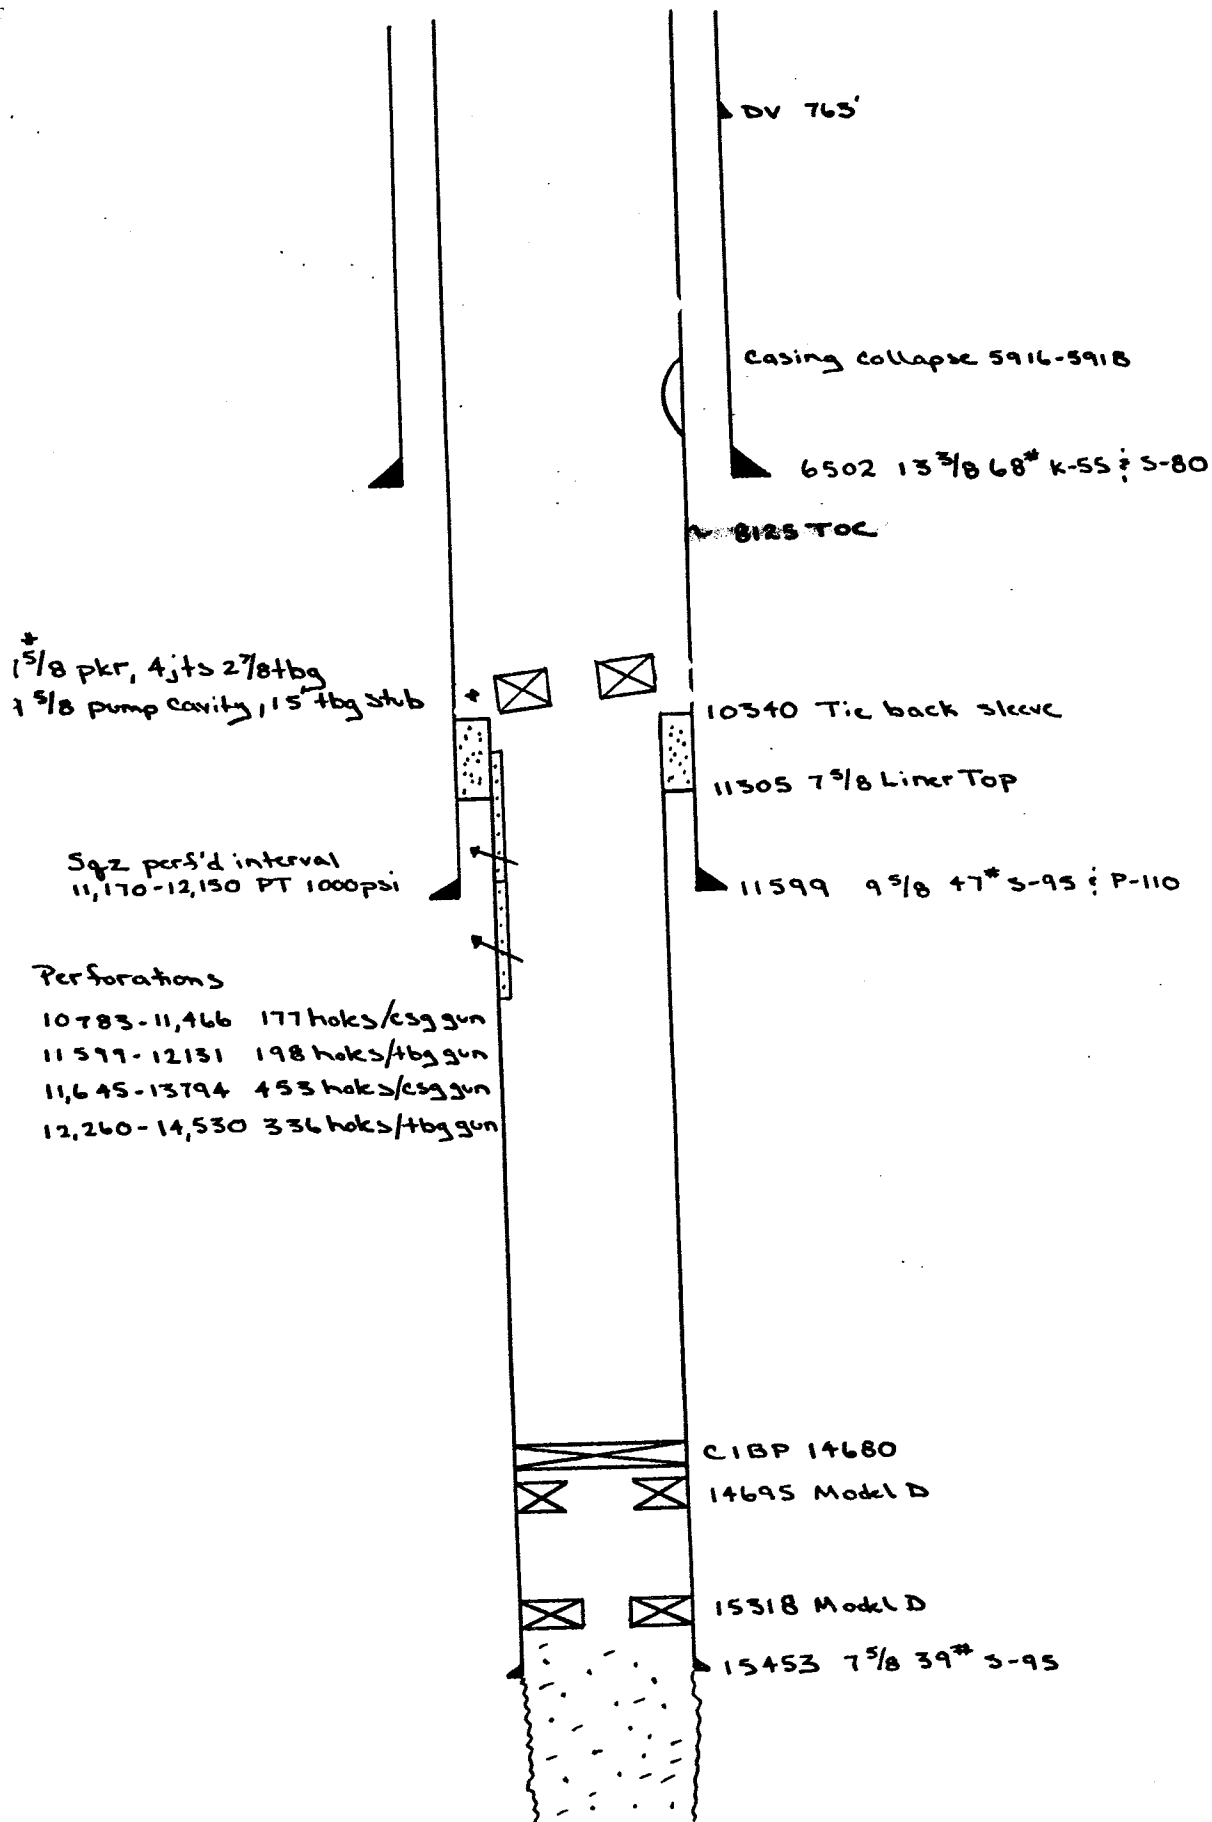 DV 763'
Casing collapse 5916-5918
6502 13 3/8 68# K-55 & S-80
8125 TOC
*
7 5/8 pkr, 4 jts 2 7/8 tbg
7 5/8 pump cavity, 15' tbg stub *
10340 Tie back sleeve
11305 7 5/8 Liner Top
Sqz perf'd interval
11,170-12,150 PT 1000psi
11599 9 5/8 47# S-95 & P-110
Perforations
10783-11,466 177 holes/csg gun
11599-12131 198 holes/tbg gun
11,645-13794 453 holes/csg gun
12,260-14,530 336 holes/tbg gun
CIBP 14680
14695 Model D
15318 Model D
15453 7 5/8 39# S-95